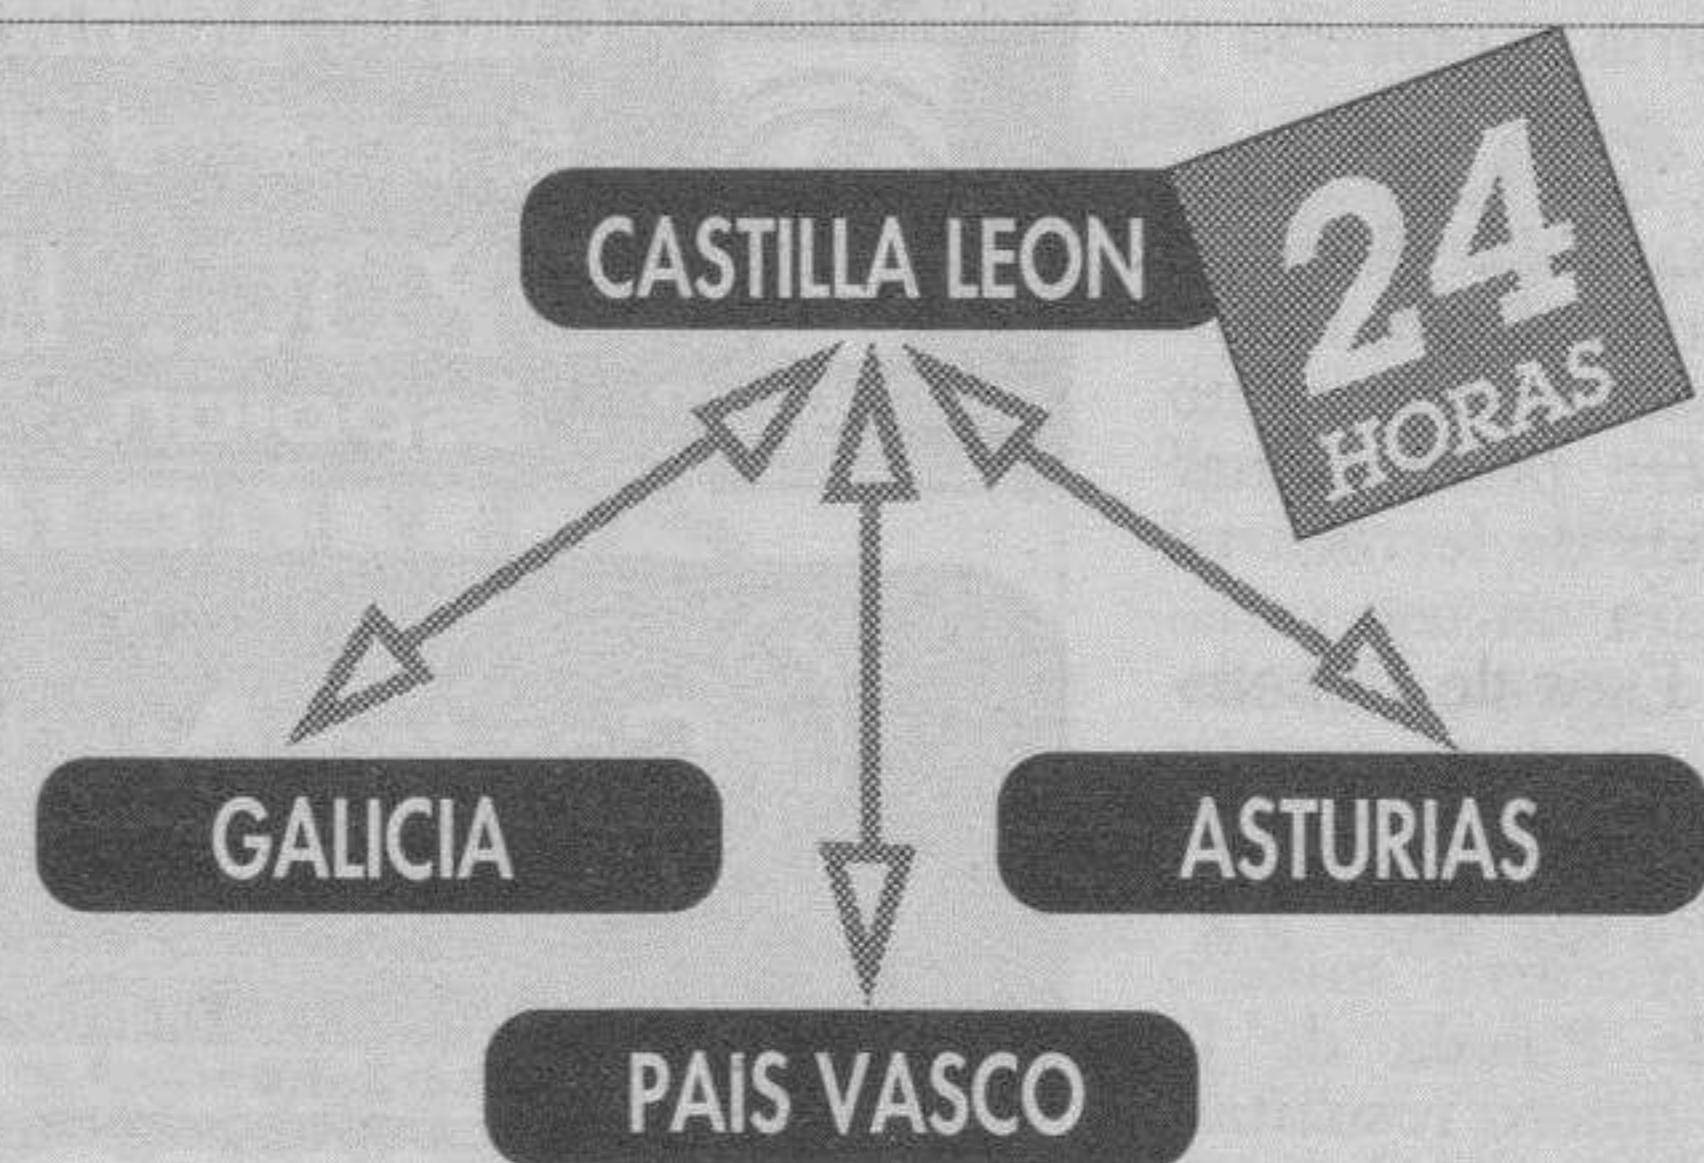 CASTILLA LEON
24
HORAS
GALICIA
ASTURIAS
PAIS VASCO